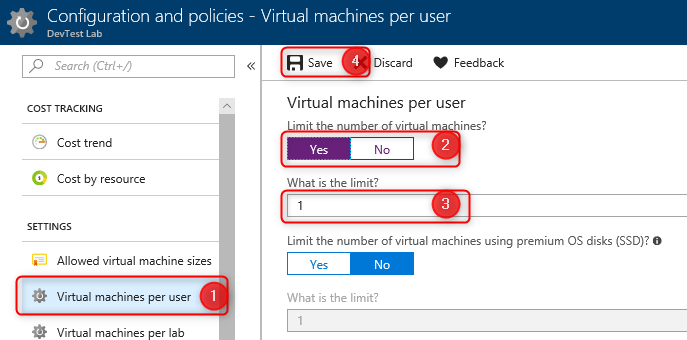 Configuration and policies - Virtual machines per user
DevTest Lab
Search (Ctrl+/)
«
COST TRACKING
Cost trend
Cost by resource
SETTINGS
Allowed virtual machine sizes
Virtual machines per user 1
Virtual machines per lab
Save 4 Discard Feedback
Virtual machines per user
Limit the number of virtual machines?
Yes No 2
What is the limit?
1 3
Limit the number of virtual machines using premium OS disks (SSD)?
Yes No
What is the limit?
1